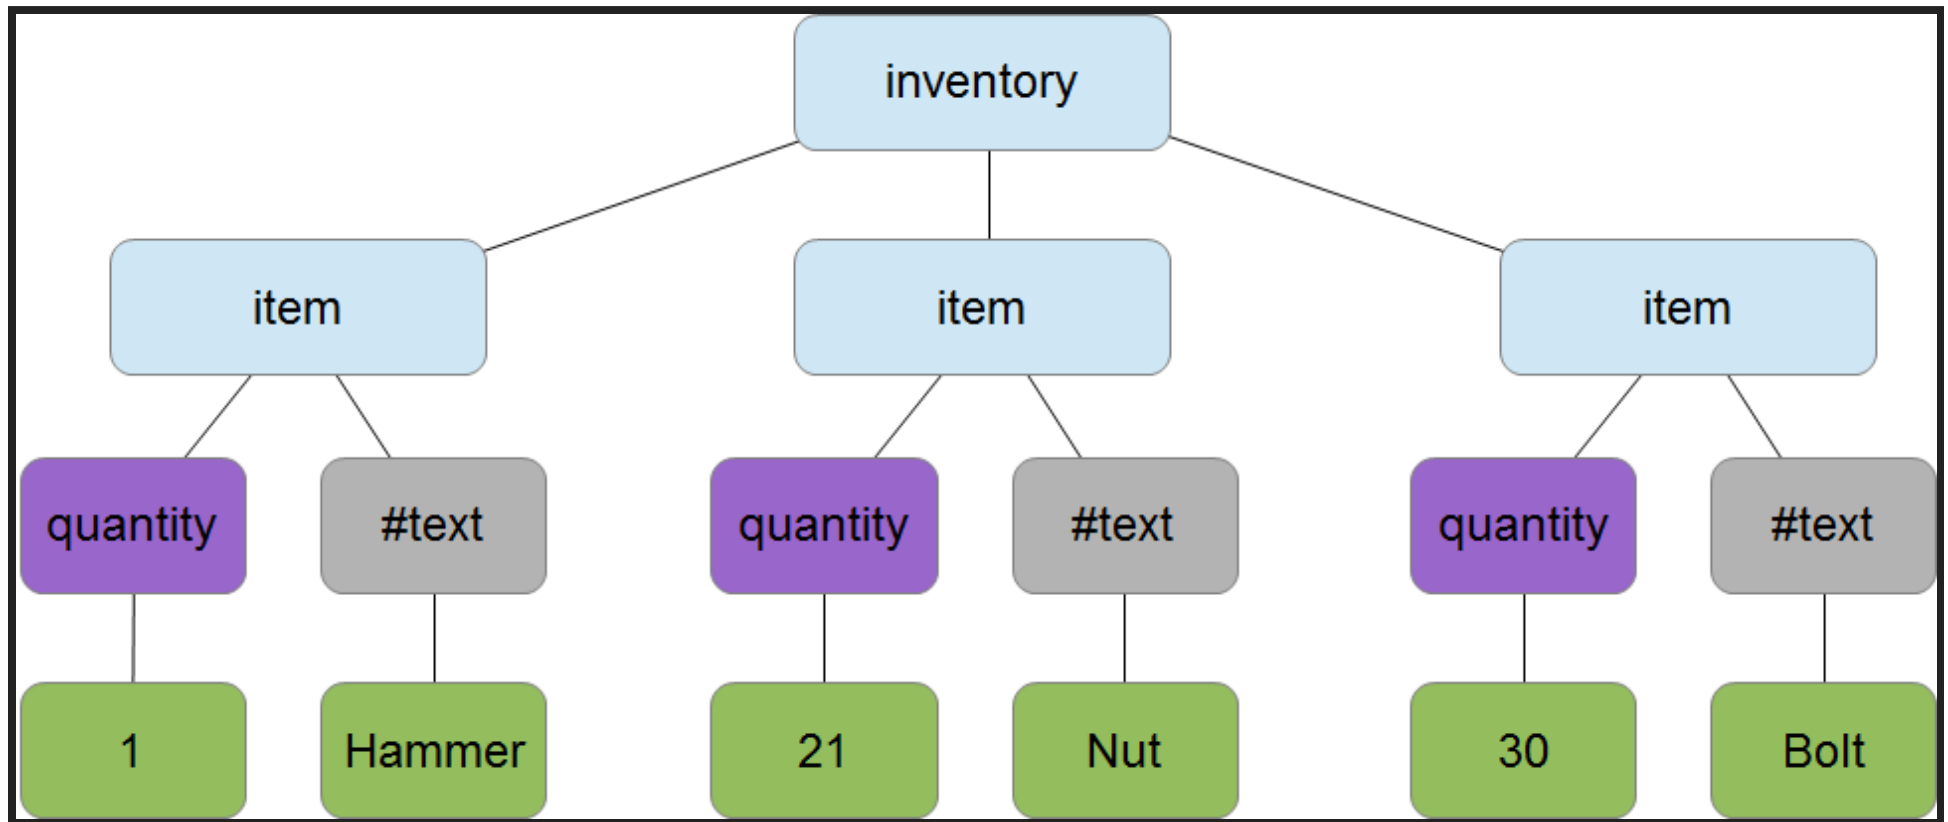 inventory
item
item
item
quantity
#text
quantity
#text
quantity
#text
1
Hammer
21
Nut
30
Bolt